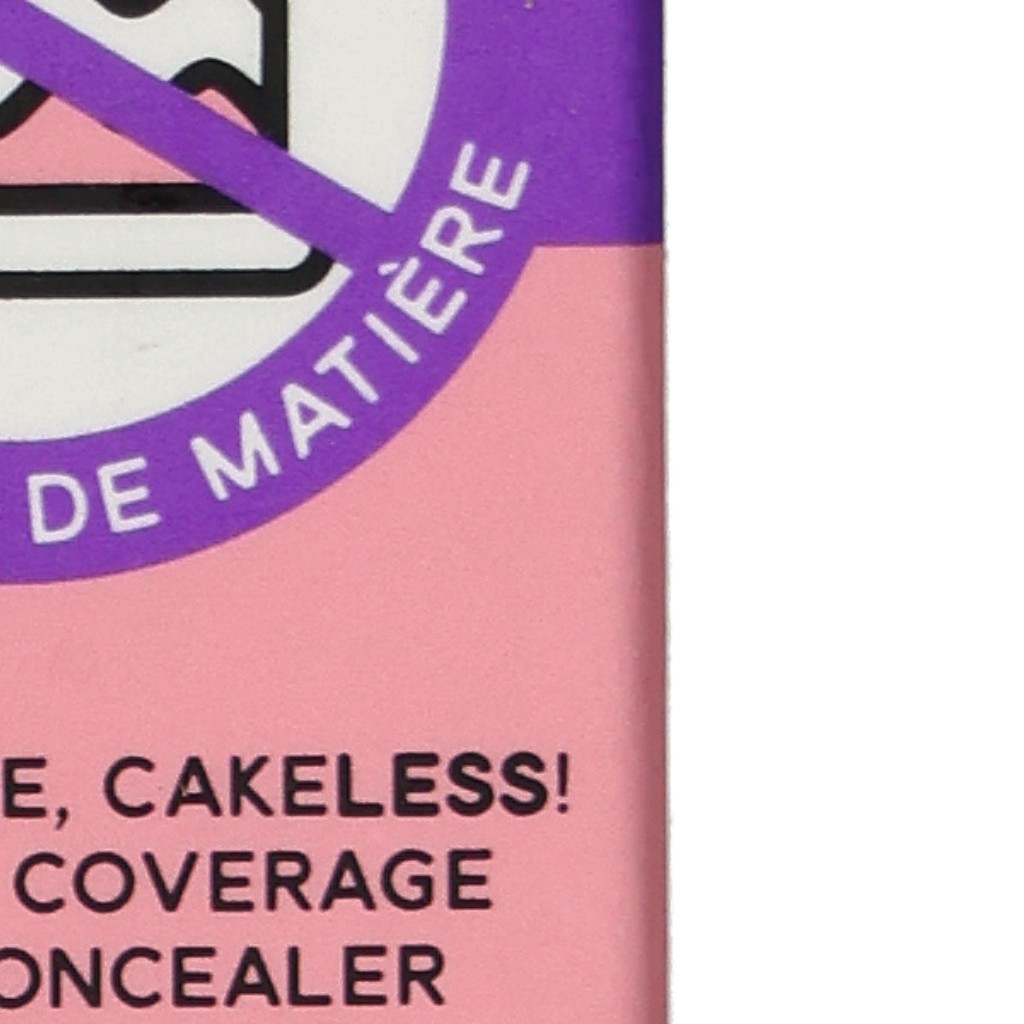 DE MATIÈRE
E, CAKELESS!
COVERAGE
ONCEALER